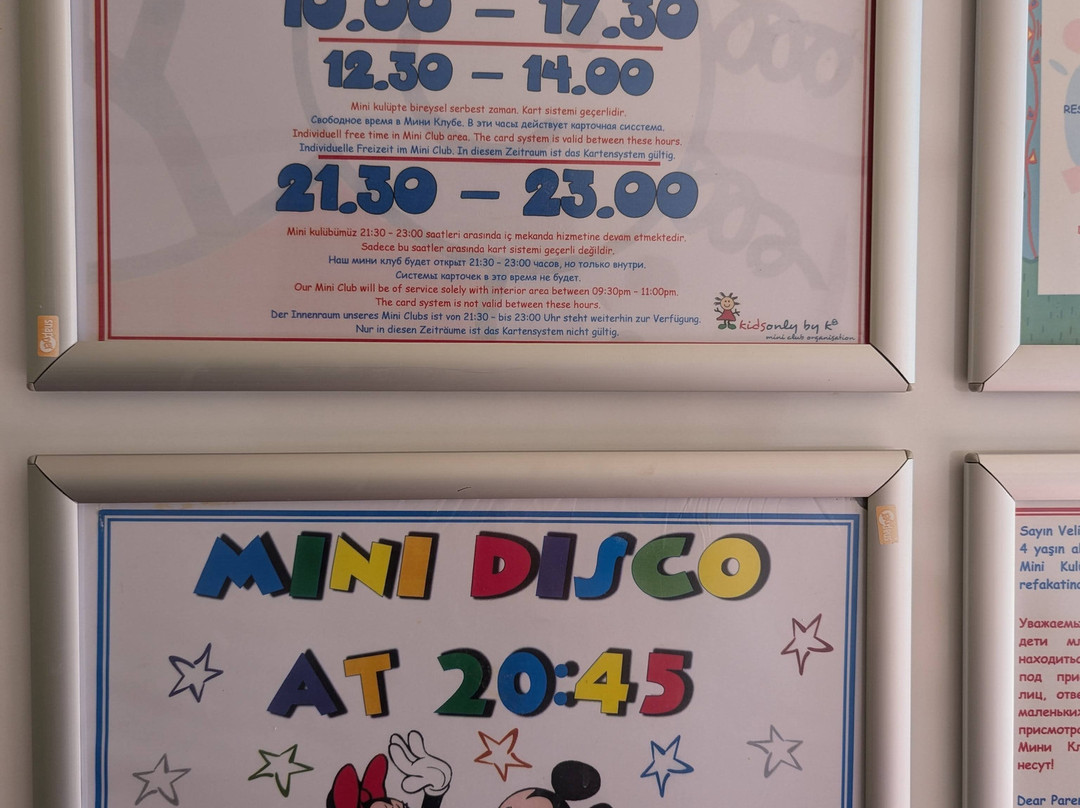 10.00 – 17.30
12.30 – 14.00
Mini kulüpte bireysel serbest zaman. Kart sistemi geçerlidir.
Свободное время в Мини Клубе. В эти часы действует карточная сисстема.
Individuell free time in Mini Club area. The card system is valid between these hours.
Individuelle Freizeit im Mini Club. In diesem Zeitraum ist das Kartensystem gültig.
21.30 – 23.00
Mini kulübümüz 21:30 – 23:00 saatleri arasında iç mekanda hizmetine devam etmektedir.
Sadece bu saatler arasında kart sistemi geçerli değildir.
Наш мини клуб будет открыт 21:30 - 23:00 часов, но только внутри.
Системы карточек в это время не будет.
Our Mini Club will be of service solely with interior area between 09:30pm – 11:00pm.
The card system is not valid between these hours.
Der Innenraum unseres Mini Clubs ist von 21:30 - bis 23:00 Uhr steht weiterhin zur Verfügung.
Nur in diesen Zeiträume ist das Kartensystem nicht gültig.
kidsonly by K®
mini club organisation
MINI DISCO
AT 20:45
RES
Sayın Veli
4 yaşın al
Mini Kulü
refakatind
Уважаемы
дети мл
находитьс
под при
лиц, отве
маленьких
присмотро
Мини Кл
несут!
Dear Pare